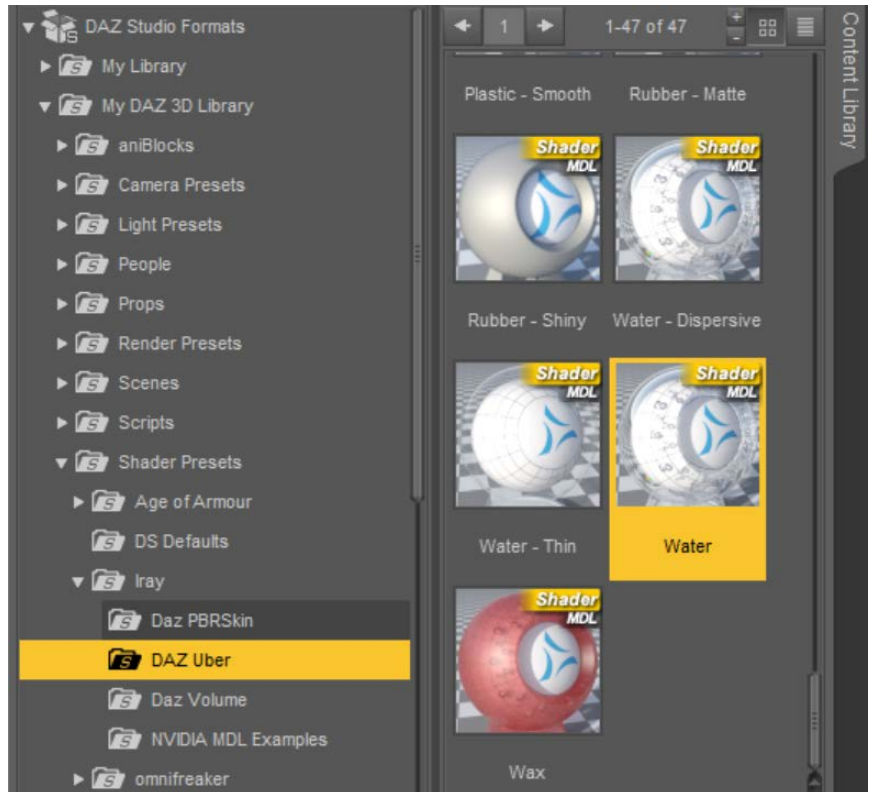 DAZ Studio Formats
My Library
My DAZ 3D Library
aniBlocks
Camera Presets
Light Presets
People
Props
Render Presets
Scenes
Scripts
Shader Presets
Age of Armour
DS Defaults
Iray
Daz PBRSkin
DAZ Uber
Daz Volume
NVIDIA MDL Examples
omnifreaker
1
1-47 of 47
Plastic - Smooth
Rubber - Matte
Shader
MDL
Shader
MDL
Rubber - Shiny
Water - Dispersive
Shader
MDL
Shader
MDL
Water - Thin
Water
Shader
MDL
Wax
Content Library